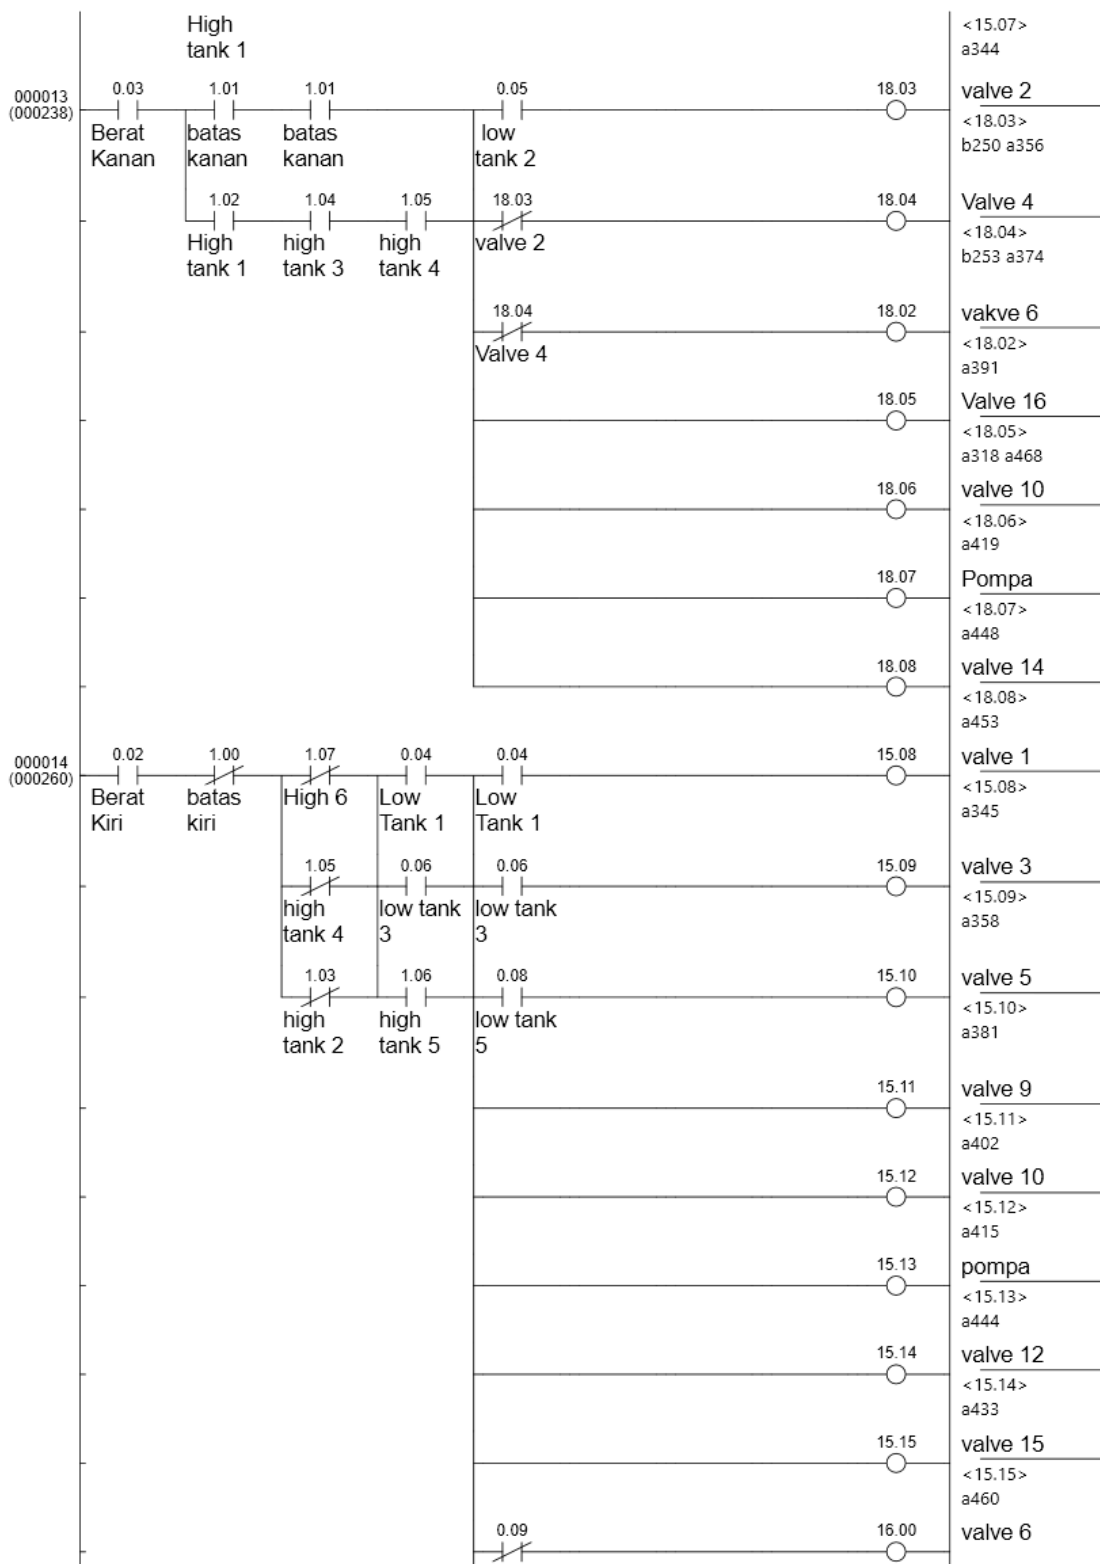 High
tank 1
<15.07>
a344
000013
(000238)
0.03
1.01
1.01
0.05
18.03
valve 2
Berat
Kanan
batas
kanan
batas
kanan
low
tank 2
<18.03>
b250 a356
1.02
1.04
1.05
18.03
18.04
Valve 4
High
tank 1
high
tank 3
high
tank 4
valve 2
<18.04>
b253 a374
18.04
18.02
vakve 6
Valve 4
<18.02>
a391
18.05
Valve 16
<18.05>
a318 a468
18.06
valve 10
<18.06>
a419
18.07
Pompa
<18.07>
a448
18.08
valve 14
<18.08>
a453
000014
(000260)
0.02
1.00
1.07
0.04
0.04
15.08
valve 1
Berat
Kiri
batas
kiri
High 6
Low
Tank 1
Low
Tank 1
<15.08>
a345
1.05
0.06
0.06
15.09
valve 3
high
tank 4
low tank
3
low tank
3
<15.09>
a358
1.03
1.06
0.08
15.10
valve 5
high
tank 2
high
tank 5
low tank
5
<15.10>
a381
15.11
valve 9
<15.11>
a402
15.12
valve 10
<15.12>
a415
15.13
pompa
<15.13>
a444
15.14
valve 12
<15.14>
a433
15.15
valve 15
<15.15>
a460
0.09
16.00
valve 6